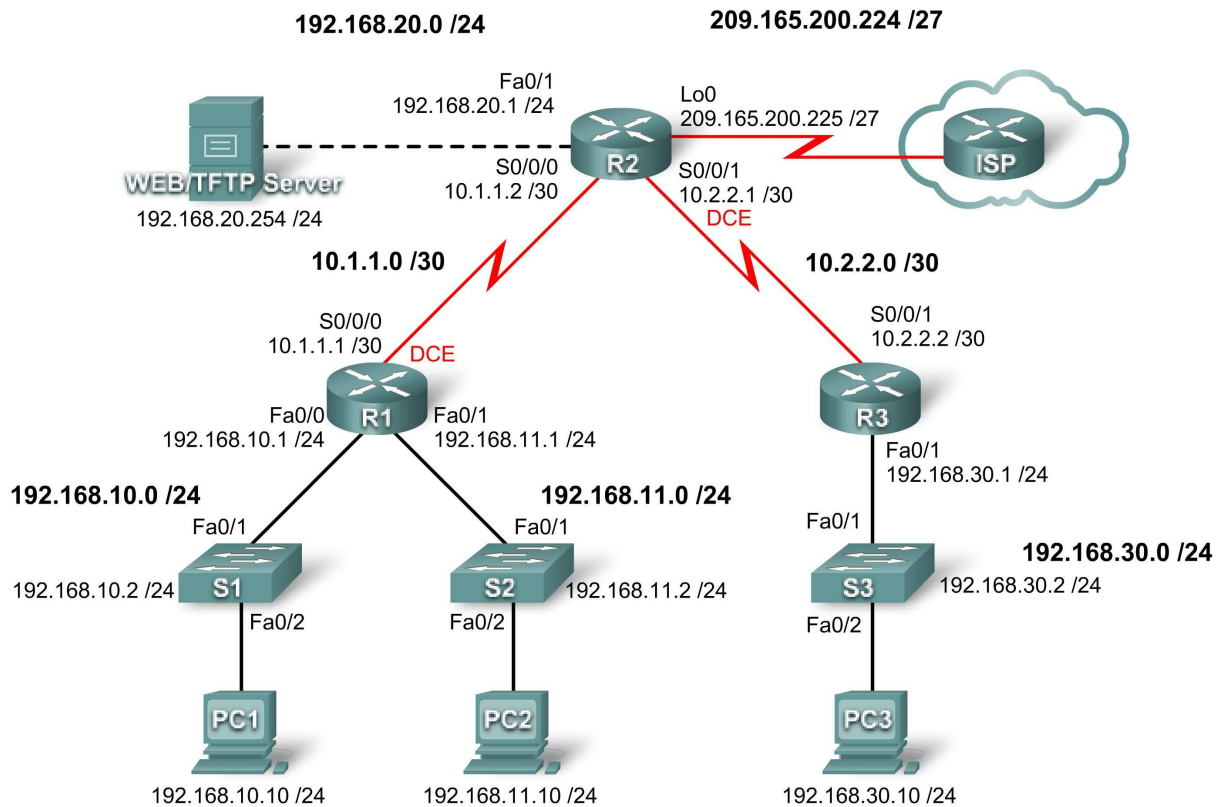 192.168.20.0 /24
209.165.200.224 /27
Fa0/1
192.168.20.1 /24
Lo0
209.165.200.225 /27
R2
ISP
WEB/TFTP Server
192.168.20.254 /24
S0/0/0
10.1.1.2 /30
S0/0/1
10.2.2.1 /30
DCE
10.1.1.0 /30
10.2.2.0 /30
S0/0/0
10.1.1.1 /30
DCE
S0/0/1
10.2.2.2 /30
R1
R3
Fa0/0
192.168.10.1 /24
Fa0/1
192.168.11.1 /24
Fa0/1
192.168.30.1 /24
192.168.10.0 /24
192.168.11.0 /24
192.168.30.0 /24
Fa0/1
Fa0/1
Fa0/1
192.168.10.2 /24
S1
S2
192.168.11.2 /24
S3
192.168.30.2 /24
Fa0/2
Fa0/2
Fa0/2
PC1
PC2
PC3
192.168.10.10 /24
192.168.11.10 /24
192.168.30.10 /24